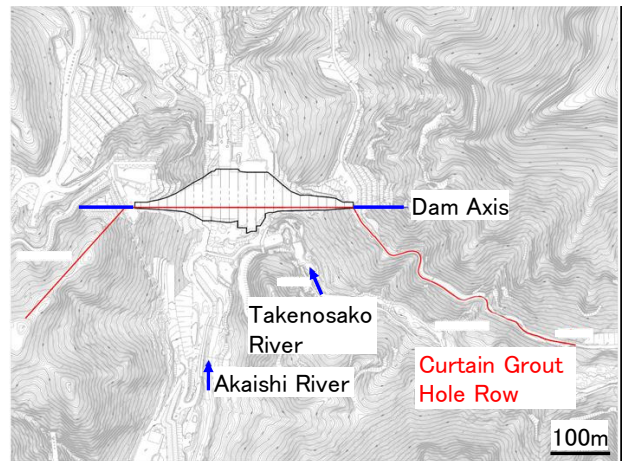 Dam Axis
Takenosako
River
Akaishi River
Curtain Grout
Hole Row
100m